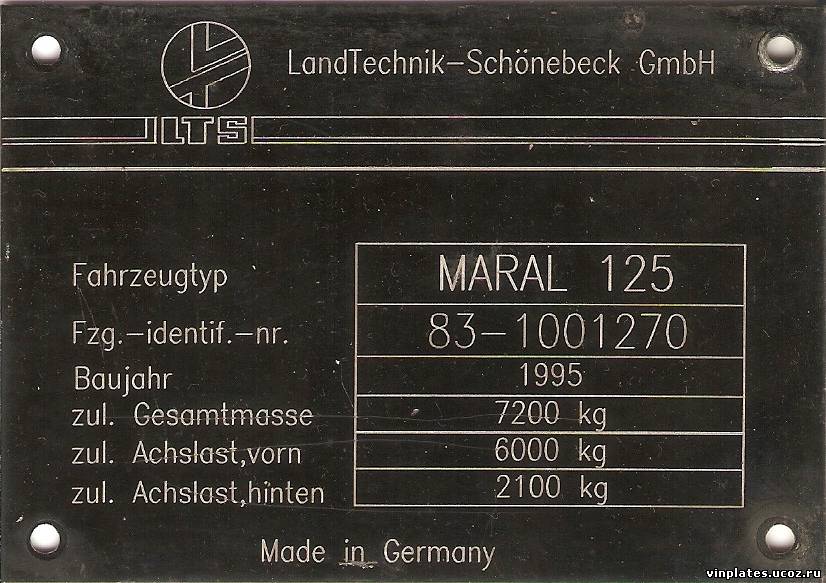 LandTechnik-Schönebeck GmbH
LTS
Fahrzeugtyp MARAL 125
Fzg.-identif.-nr. 83-1001270
Baujahr 1995
zul. Gesamtmasse 7200 kg
zul. Achslast,vorn 6000 kg
zul. Achslast,hinten 2100 kg
Made in Germany
vinplates.ucoz.ru